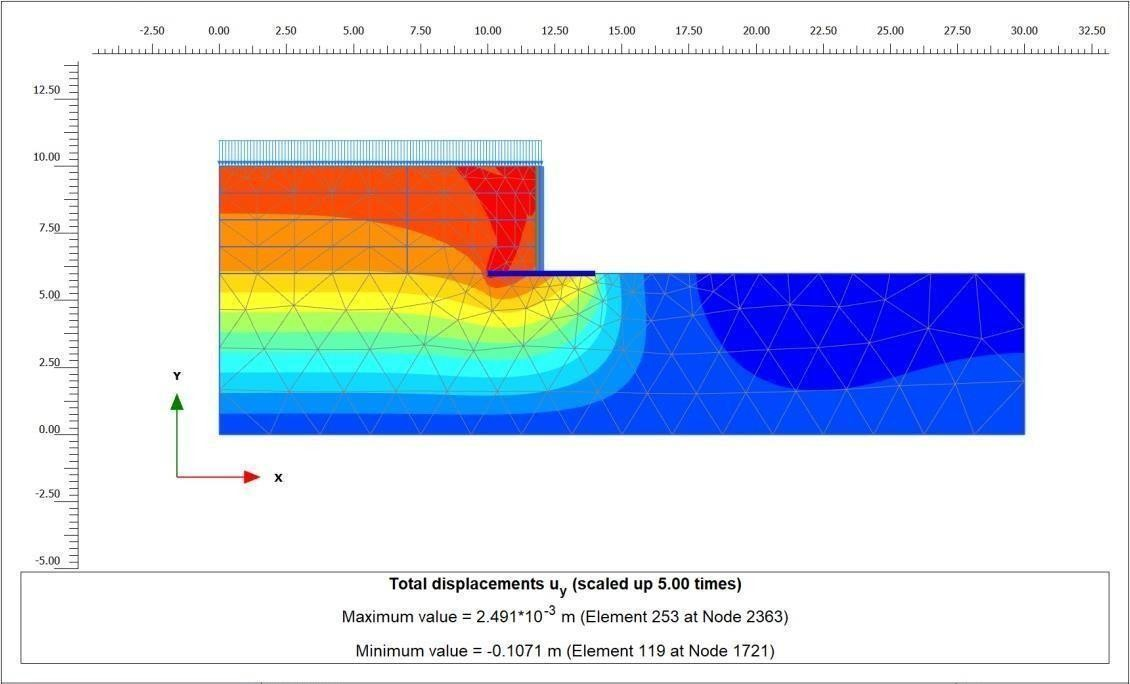 -2.50 0.00 2.50 5.00 7.50 10.00 12.50 15.00 17.50 20.00 22.50 25.00 27.50 30.00 32.50
12.50
10.00
7.50
5.00
2.50
Y
0.00
X
-2.50
-5.00
Total displacements uy (scaled up 5.00 times)
Maximum value = 2.491*10-3 m (Element 253 at Node 2363)
Minimum value = -0.1071 m (Element 119 at Node 1721)